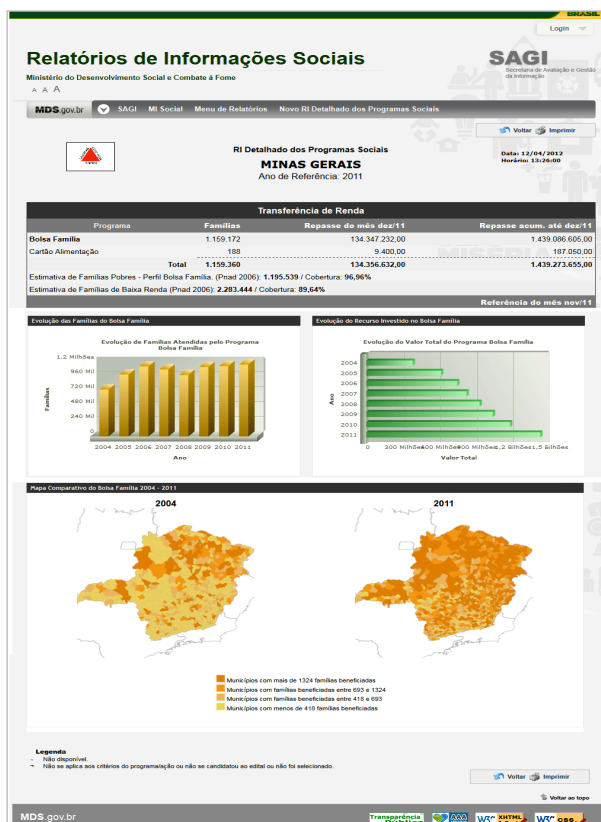 BRASIL
Login
Relatórios de Informações Sociais
Ministério do Desenvolvimento Social e Combate à Fome
A A A
SAGI
Secretaria de Avaliação e Gestão
da Informação
MDS.gov.br SAGI MI Social Menu de Relatórios Novo RI Detalhado dos Programas Sociais
Voltar Imprimir
RI Detalhado dos Programas Sociais
MINAS GERAIS
Ano de Referência: 2011
Data: 12/04/2012
Horário: 13:26:00
Transferência de Renda
Programa Famílias Repasse do mês dez/11 Repasse acum. até dez/11
Bolsa Família 1.159.172 134.347.232,00 1.439.086.605,00
Cartão Alimentação 188 9.400,00 187.050,00
Total 1.159.360 134.356.632,00 1.439.273.655,00
Estimativa de Famílias Pobres - Perfil Bolsa Família. (Pnad 2006): 1.195.539 / Cobertura: 96,96%
Estimativa de Famílias de Baixa Renda (Pnad 2006): 2.283.444 / Cobertura: 89,64%
Referência do mês nov/11
Evolução das Famílias do Bolsa Família
Evolução de Famílias Atendidas pelo Programa
Bolsa Família
1,2 Milhões
960 Mil
720 Mil
480 Mil
240 Mil
0
Famílias
2004 2005 2006 2007 2008 2009 2010 2011
Ano
Evolução do Recurso Investido no Bolsa Família
Evolução do Valor Total do Programa Bolsa Família
2004
2005
2006
2007
2008
2009
2010
2011
Ano
0 300 Milhões 600 Milhões 900 Milhões 1,2 Bilhões 1,5 Bilhões
Valor Total
Mapa Comparativo do Bolsa Família 2004 - 2011
2004 2011
Municípios com mais de 1324 famílias beneficiadas
Municípios com famílias beneficiadas entre 693 e 1324
Municípios com famílias beneficiadas entre 418 e 693
Municípios com menos de 418 famílias beneficiadas
Legenda
- Não disponível.
¬ Não se aplica aos critérios do programa/ação ou não se candidatou ao edital ou não foi selecionado.
Voltar Imprimir
Voltar ao topo
MDS.gov.br
Transparência
Pública
W3C XHTML
W3C CSS